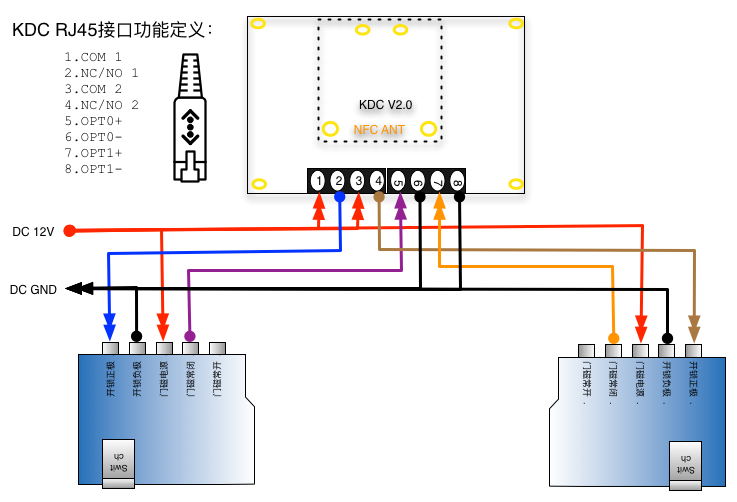 KDC RJ45接口功能定义：
1.COM 1
2.NC/NO 1
3.COM 2
4.NC/NO 2
5.OPT0+
6.OPT0-
7.OPT1+
8.OPT1-
KDC V2.0
NFC ANT
1 2 3 4 5 6 7 8
DC 12V
DC GND
开锁正极
开锁负极
门磁电源
门磁常闭
门磁常开
Swit
ch
门磁常开 .
门磁常闭 .
门磁电源 .
开锁负极 .
开锁正极 .
Swit
ch